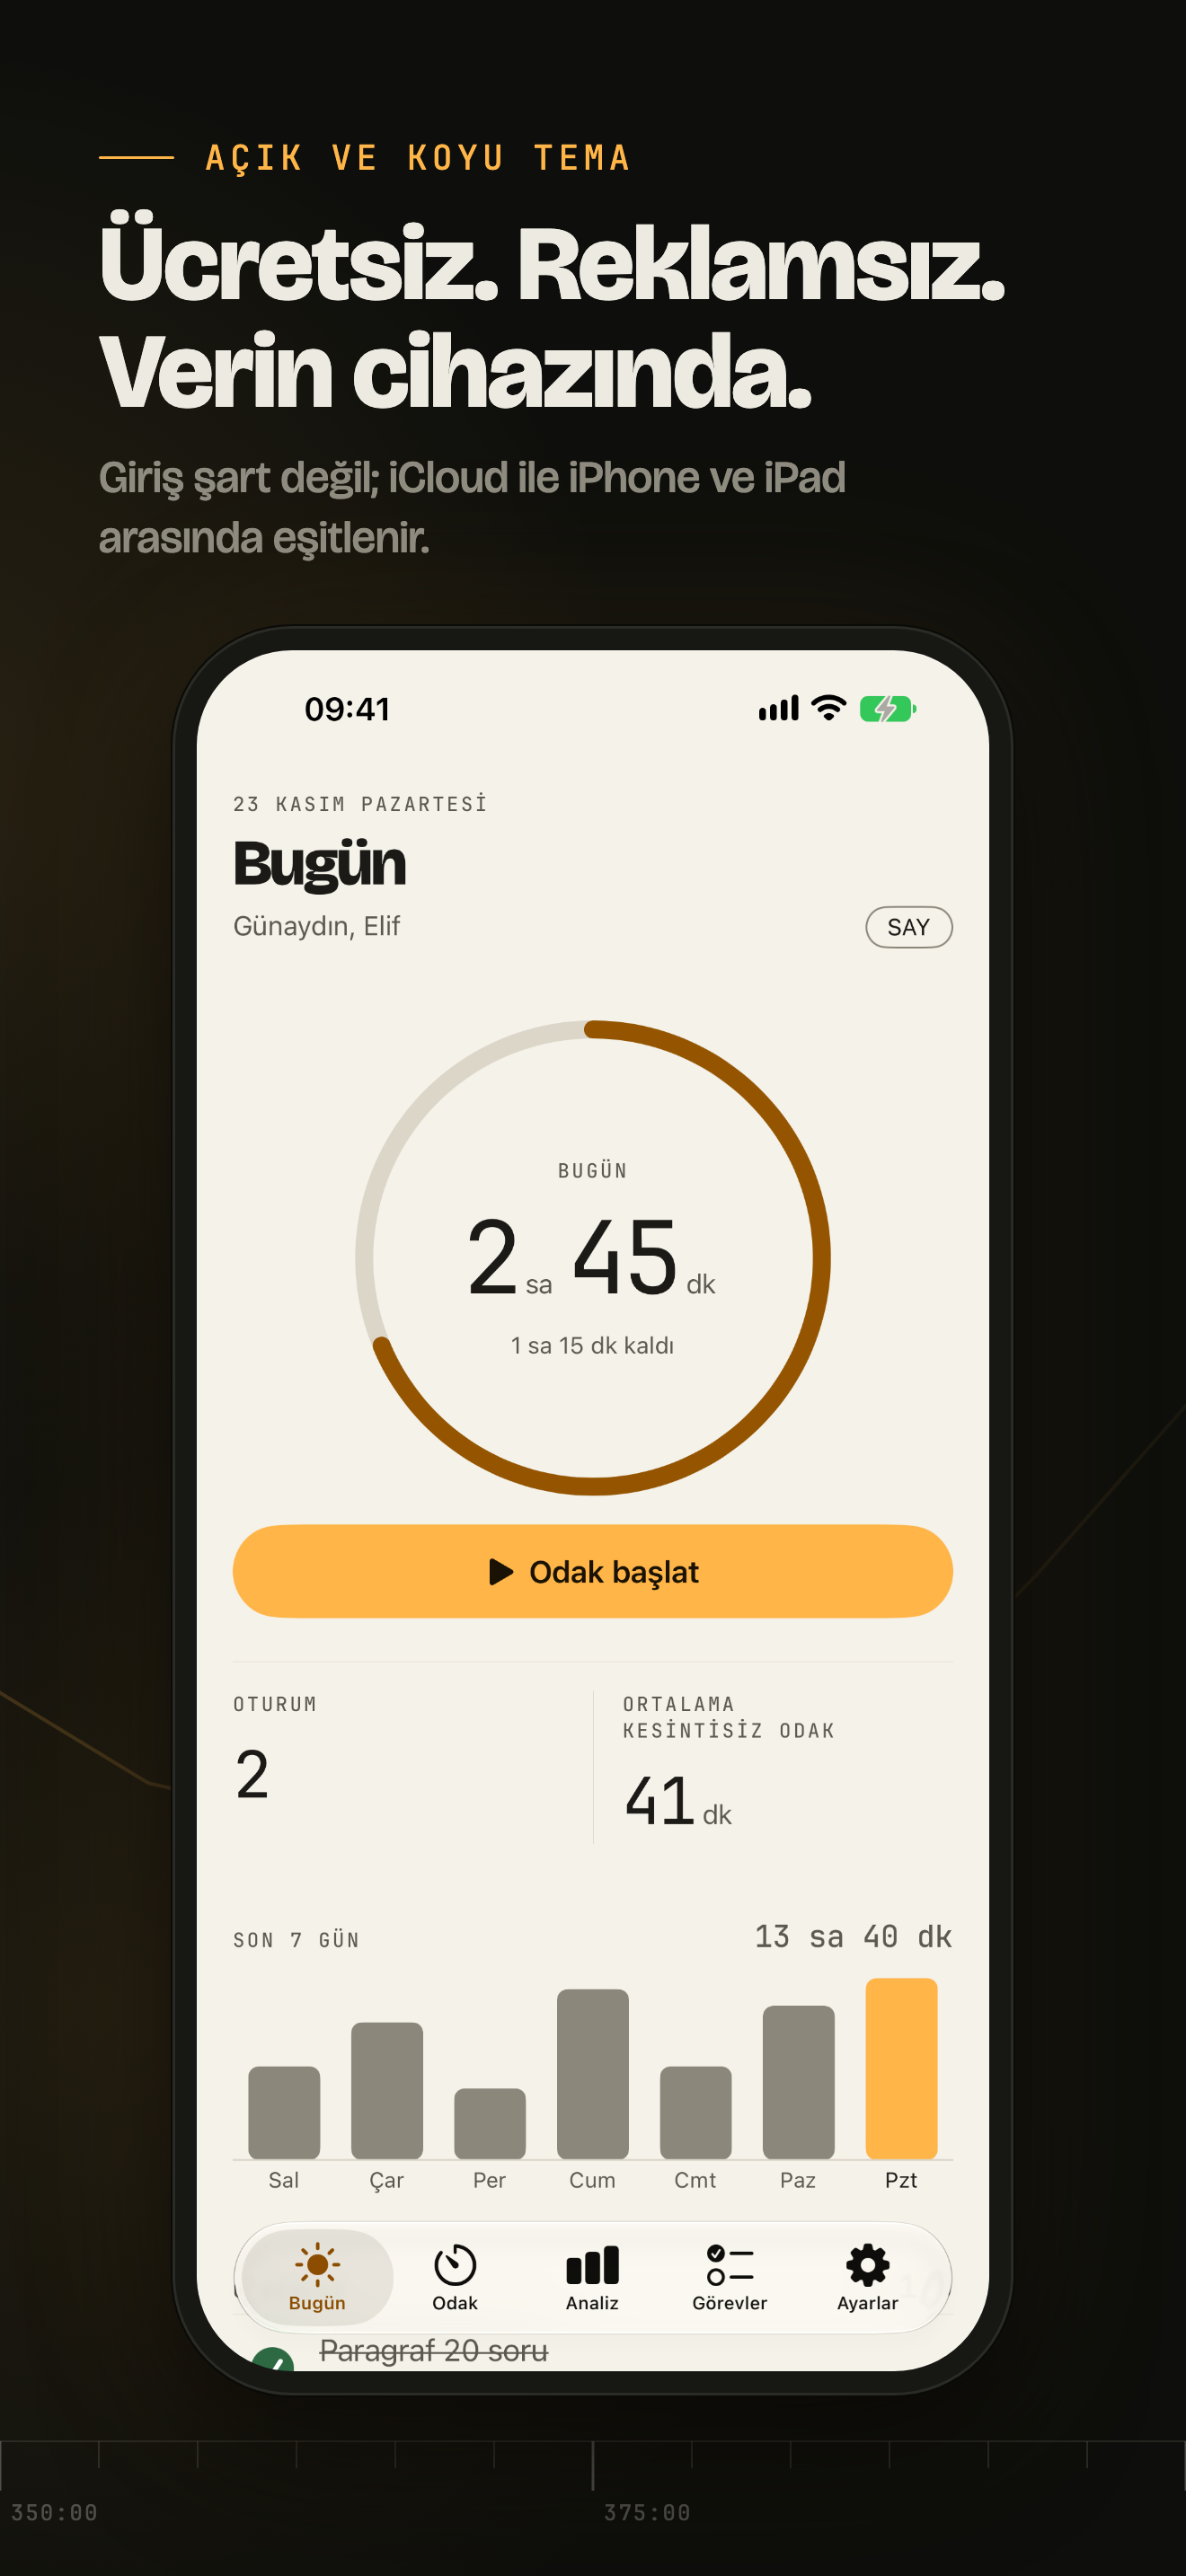 AÇIK VE KOYU TEMA
Ücretsiz. Reklamsız.
Verin cihazında.
Giriş şart değil; iCloud ile iPhone ve iPad
arasında eşitlenir.
09:41
23 KASIM PAZARTESİ
Bugün
Günaydın, Elif
SAY
BUGÜN
2 sa 45 dk
1 sa 15 dk kaldı
Odak başlat
OTURUM
2
ORTALAMA
KESİNTİSİZ ODAK
41 dk
SON 7 GÜN
13 sa 40 dk
Sal Çar Per Cum Cmt Paz Pzt
Bugün Odak Analiz Görevler Ayarlar
Paragraf 20 soru
350:00 375:00